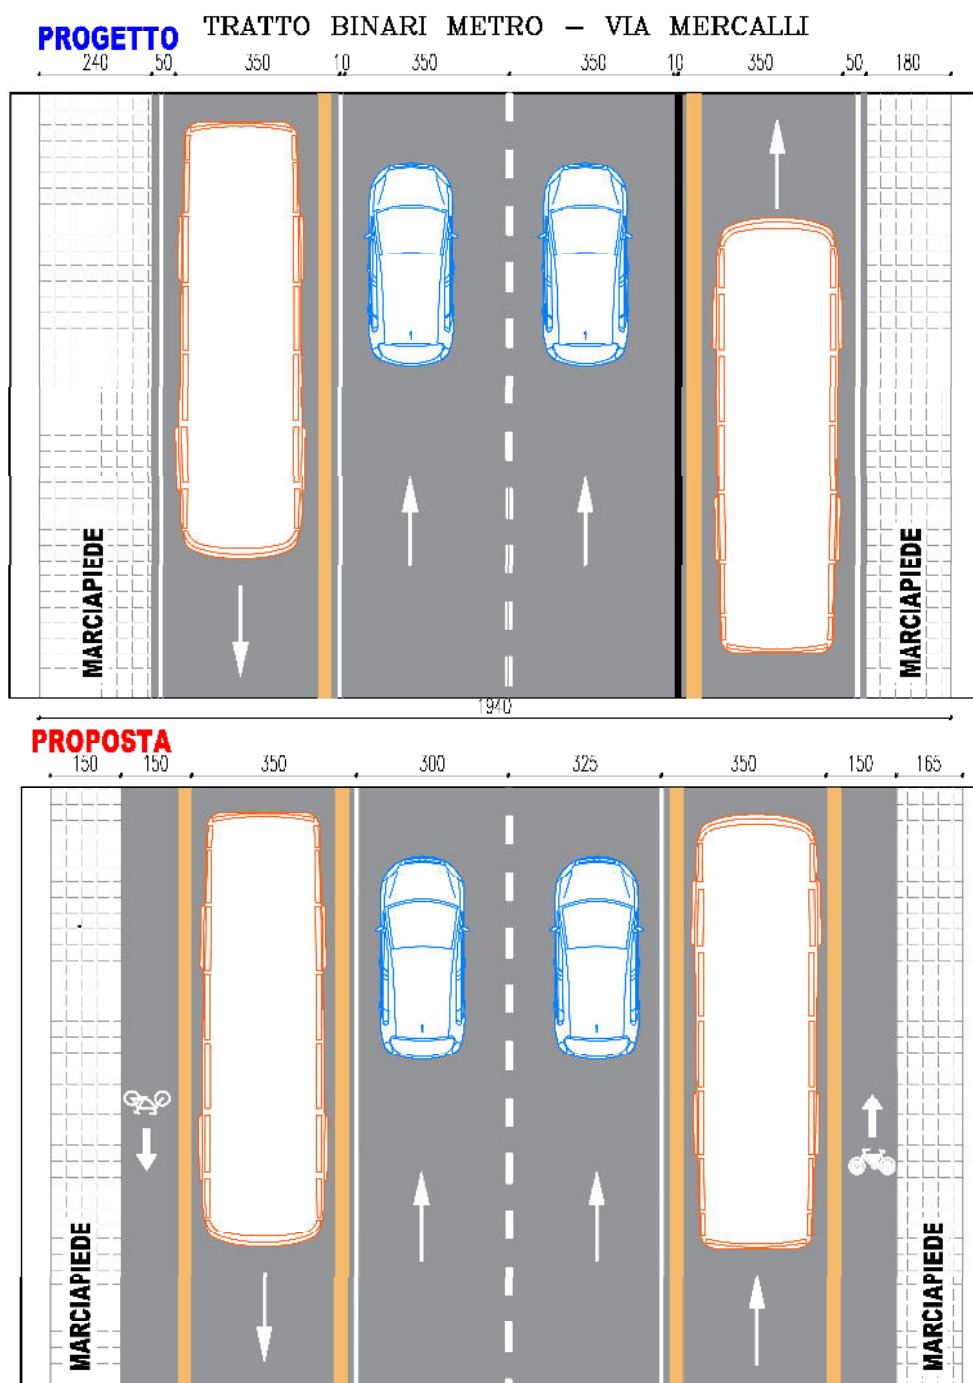 PROGETTO TRATTO BINARI METRO – VIA MERCALLI
240 50 350 10 350 350 10 350 50 180
MARCIAPIEDE MARCIAPIEDE
1940
PROPOSTA
150 150 350 300 325 350 150 165
MARCIAPIEDE MARCIAPIEDE